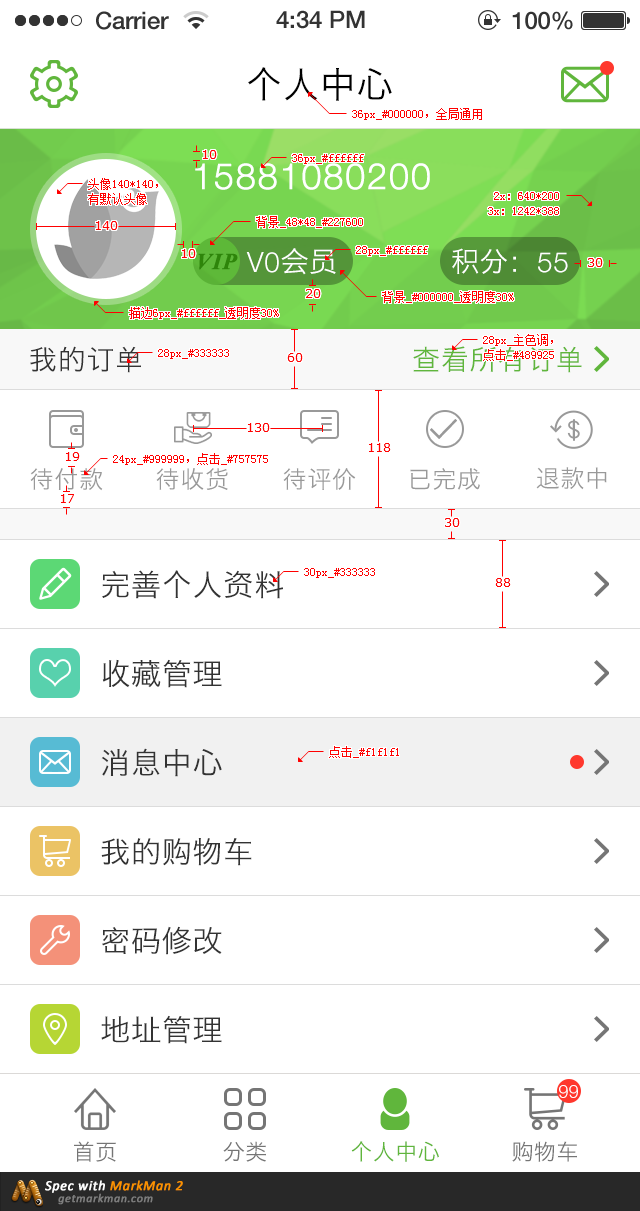 Carrier 4:34 PM 100%
个人中心
36px_#000000，全局通用
10
36px_#ffffff
15881080200
头像140*140，
有默认头像
2x：640*200
3x：1242*388
140
背景_48*48_#227600
10
VIP V0会员
28px_#ffffff
积分：55
30
20
背景_#000000_透明度30%
描边6px_#ffffff_透明度30%
我的订单
28px_#333333
60
28px_主色调，
点击_#489925
查看所有订单
130
118
19
24px_#999999，点击_#757575
待付款 待收货 待评价 已完成 退款中
17
30
88
完善个人资料
30px_#333333
收藏管理
消息中心
点击_#f1f1f1
我的购物车
密码修改
地址管理
99
首页 分类 个人中心 购物车
Spec with MarkMan 2
getmarkman.com